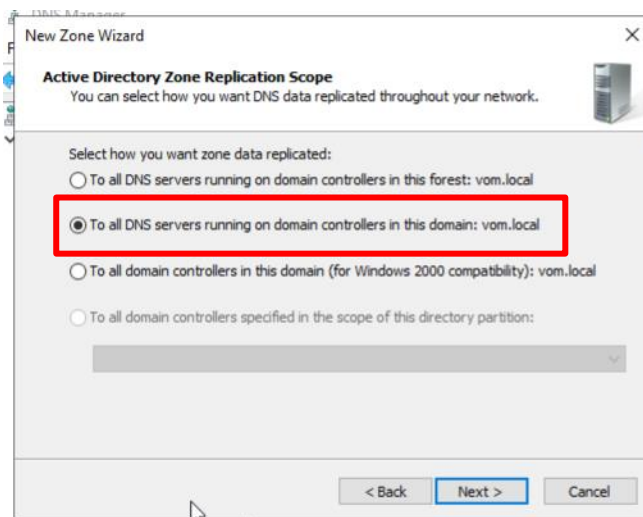 DNS Manager
New Zone Wizard
Active Directory Zone Replication Scope
You can select how you want DNS data replicated throughout your network.
Select how you want zone data replicated:
To all DNS servers running on domain controllers in this forest: vom.local
To all DNS servers running on domain controllers in this domain: vom.local
To all domain controllers in this domain (for Windows 2000 compatibility): vom.local
To all domain controllers specified in the scope of this directory partition:
< Back Next > Cancel